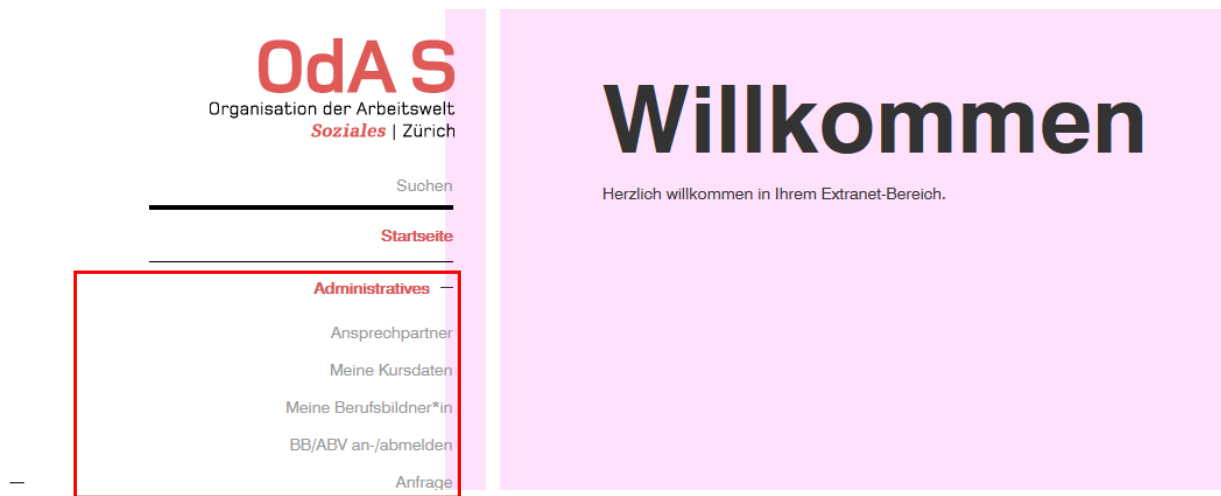 OdA S
Organisation der Arbeitswelt
Soziales | Zürich
Suchen
Startseite
Administratives –
Ansprechpartner
Meine Kursdaten
Meine Berufsbildner*in
BB/ABV an-/abmelden
Anfrage
Willkommen
Herzlich willkommen in Ihrem Extranet-Bereich.